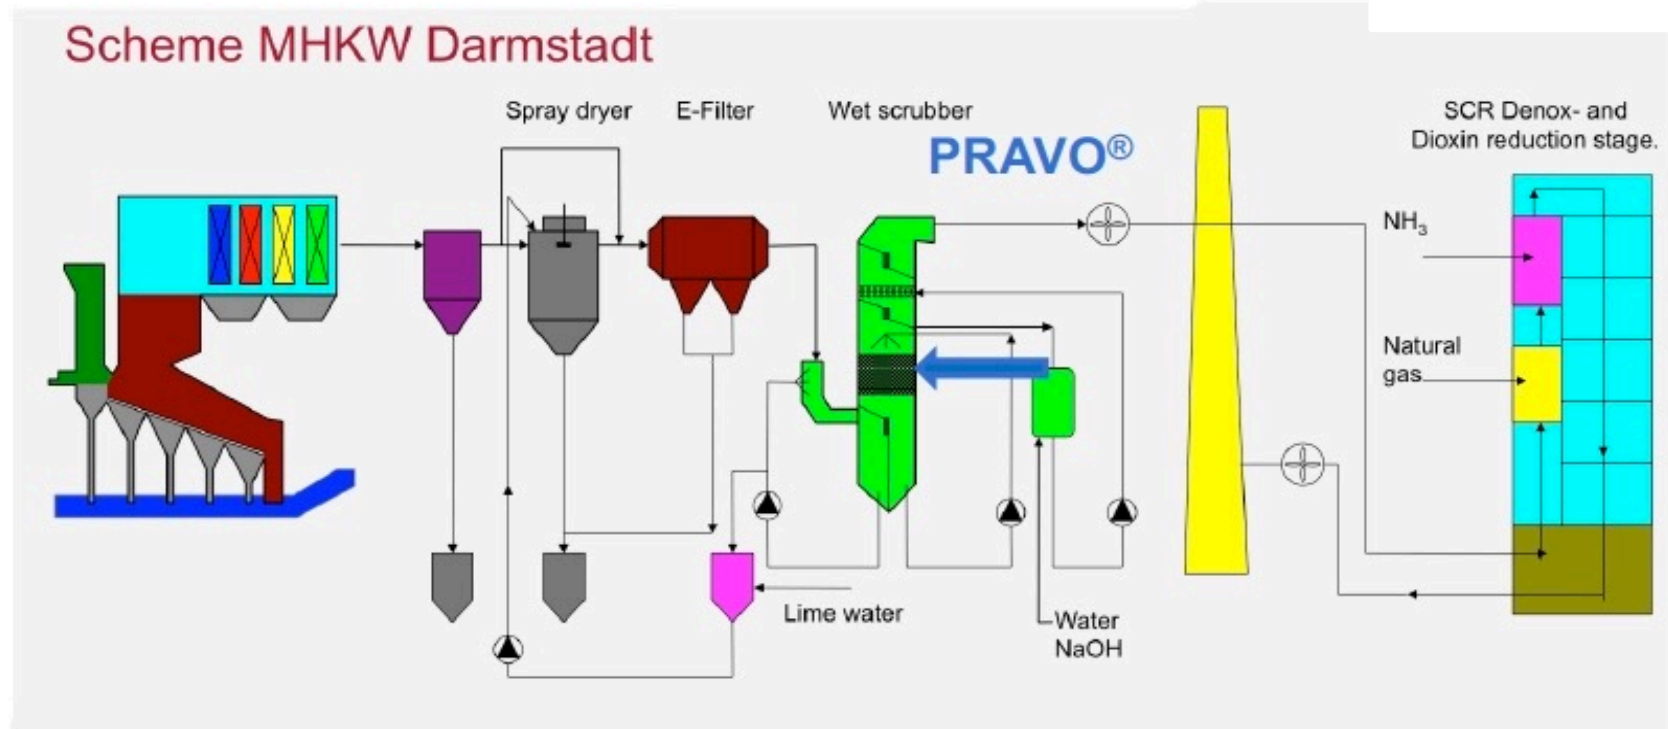 Scheme MHKW Darmstadt
Spray dryer
E-Filter
Wet scrubber
PRAVO®
SCR Denox- and
Dioxin reduction stage.
NH₃
Natural
gas
Lime water
Water
NaOH